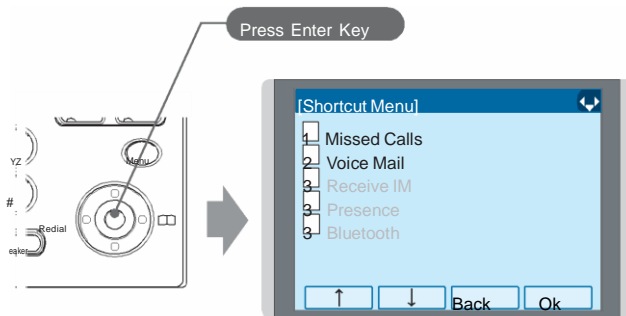 Press Enter Key
[Shortcut Menu]
1 Missed Calls
2 Voice Mail
3 Receive IM
3 Presence
3 Bluetooth
YZ
Menu
#
Redial
eaker
↑ ↓ Back Ok